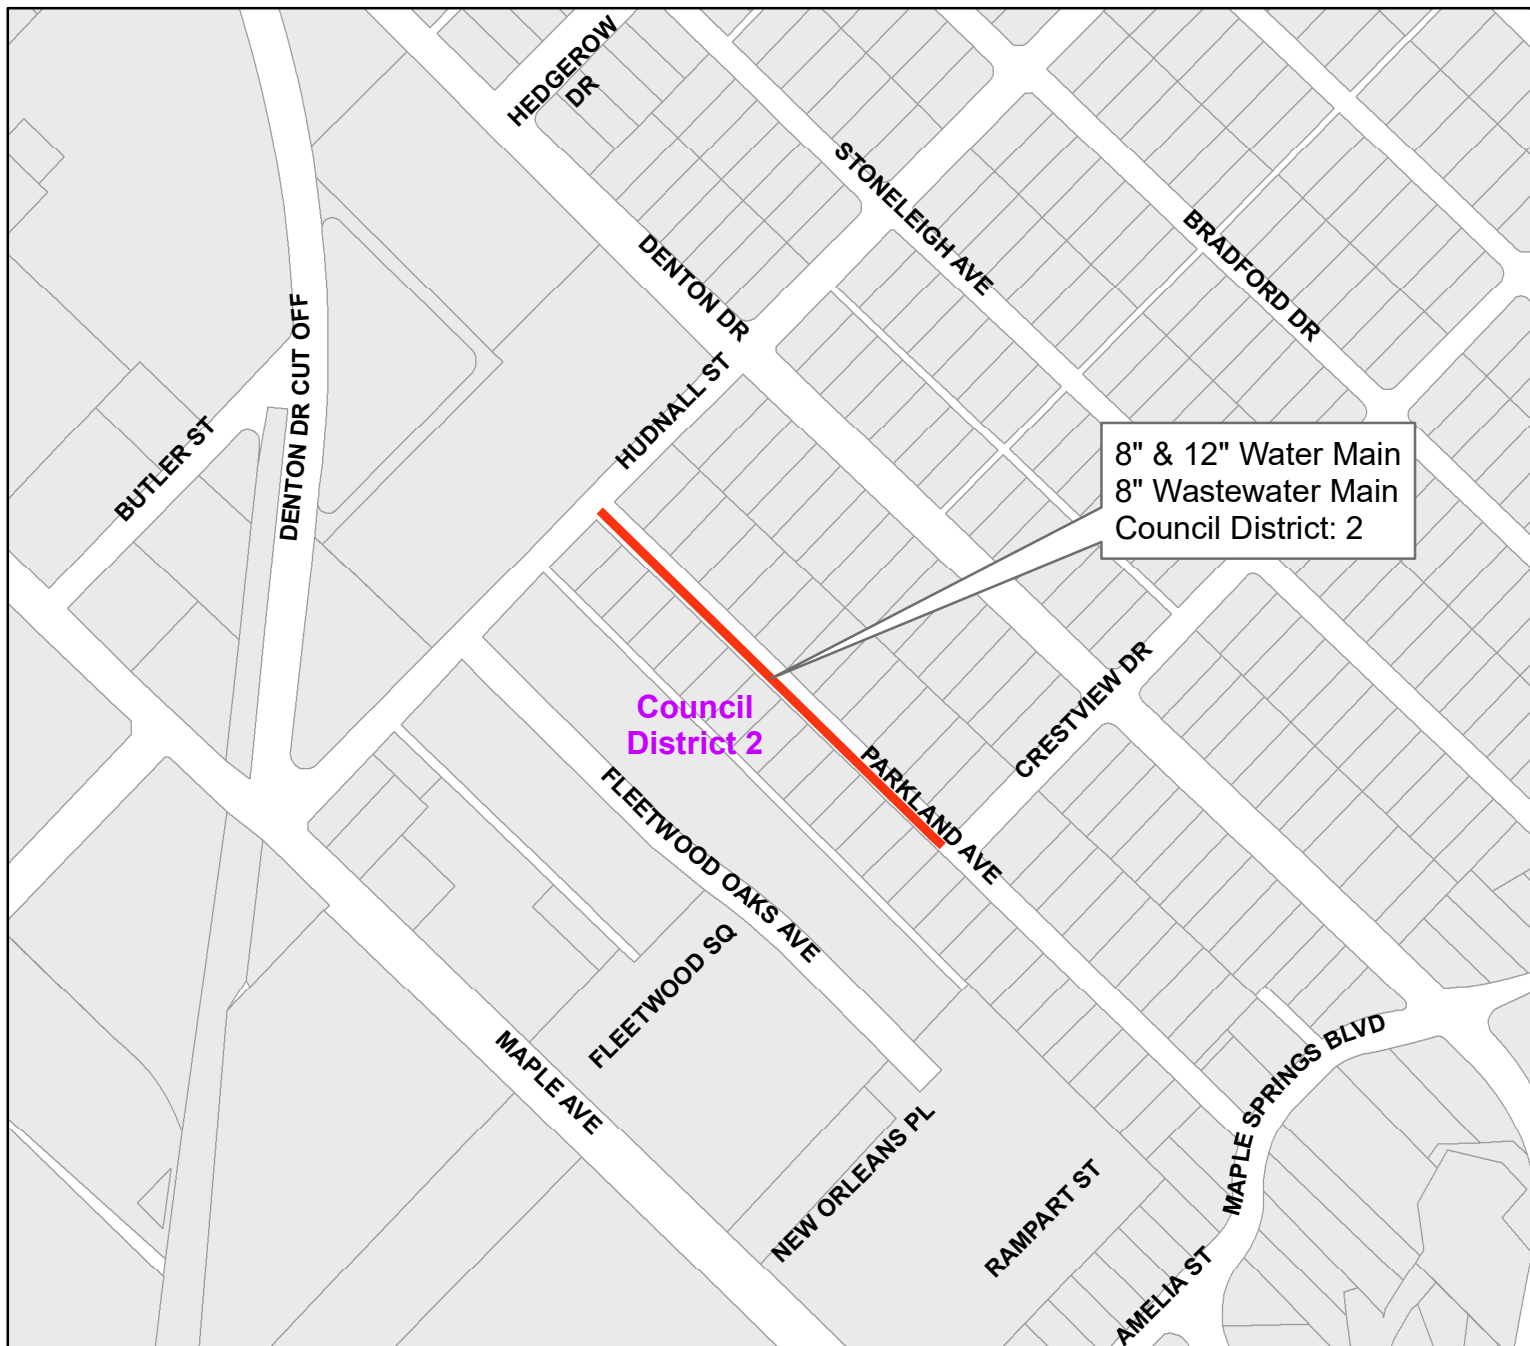 HEDGEROW
DR
STONELEIGH AVE
BRADFORD DR
DENTON DR
DENTON DR CUT OFF
HUDNALL ST
BUTLER ST
8" & 12" Water Main
8" Wastewater Main
Council District: 2
CRESTVIEW DR
Council
District 2
PARKLAND AVE
FLEETWOOD OAKS AVE
FLEETWOOD SQ
MAPLE AVE
MAPLE SPRINGS BLVD
NEW ORLEANS PL
RAMPART ST
AMELIA ST